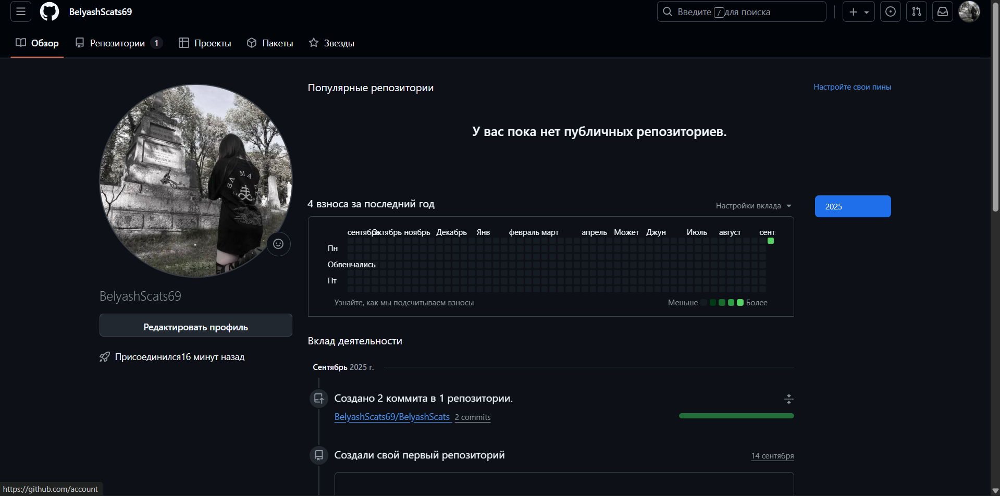 BelyashScats69
Введите / для поиска
Обзор
Репозитории 1
Проекты
Пакеты
Звезды
Популярные репозитории
Настройте свои пины
У вас пока нет публичных репозиториев.
SA MA E
BelyashScats69
Редактировать профиль
Присоединился16 минут назад
4 взноса за последний год
Настройки вклада
2025
сентябрь Октябрь ноябрь Декабрь Янв февраль март апрель Может Джун Июль август сент
Пн
Обвенчались
Пт
Узнайте, как мы подсчитываем взносы
Меньше Более
Вклад деятельности
Сентябрь 2025 г.
Создано 2 коммита в 1 репозитории.
BelyashScats69/BelyashScats 2 commits
Создали свой первый репозиторий
14 сентября
https://github.com/account